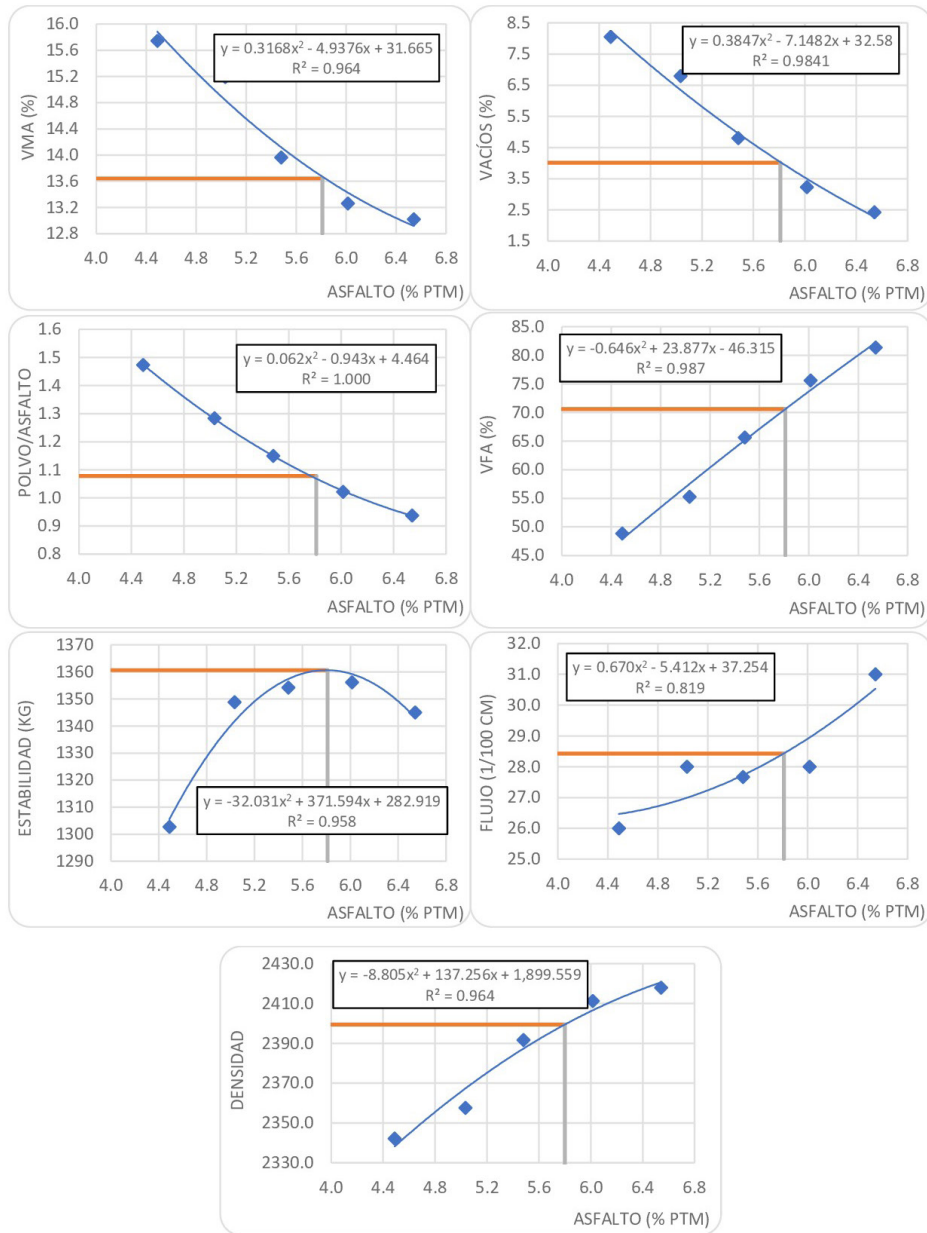 VMA (%)
16.0
15.6
15.2
14.8
14.4
14.0
13.6
13.2
12.8
y = 0.3168x² - 4.9376x + 31.665
R² = 0.964
4.0 4.4 4.8 5.2 5.6 6.0 6.4 6.8
ASFALTO (% PTM)
VACÍOS (%)
8.5
7.5
6.5
5.5
4.5
3.5
2.5
1.5
y = 0.3847x² - 7.1482x + 32.58
R² = 0.9841
4.0 4.4 4.8 5.2 5.6 6.0 6.4 6.8
ASFALTO (% PTM)
POLVO/ASFALTO
1.6
1.5
1.4
1.3
1.2
1.1
1.0
0.9
0.8
y = 0.062x² - 0.943x + 4.464
R² = 1.000
4.0 4.4 4.8 5.2 5.6 6.0 6.4 6.8
ASFALTO (% PTM)
VFA (%)
85.0
75.0
65.0
55.0
45.0
y = -0.646x² + 23.877x - 46.315
R² = 0.987
4.0 4.4 4.8 5.2 5.6 6.0 6.4 6.8
ASFALTO (% PTM)
ESTABILIDAD (KG)
1370
1360
1350
1340
1330
1320
1310
1300
1290
y = -32.031x² + 371.594x + 282.919
R² = 0.958
4.0 4.4 4.8 5.2 5.6 6.0 6.4 6.8
ASFALTO (% PTM)
FLUJO (1/100 CM)
32.0
31.0
30.0
29.0
28.0
27.0
26.0
25.0
y = 0.670x² - 5.412x + 37.254
R² = 0.819
4.0 4.4 4.8 5.2 5.6 6.0 6.4 6.8
ASFALTO (% PTM)
DENSIDAD
2430.0
2410.0
2390.0
2370.0
2350.0
2330.0
y = -8.805x² + 137.256x + 1,899.559
R² = 0.964
4.0 4.4 4.8 5.2 5.6 6.0 6.4 6.8
ASFALTO (% PTM)